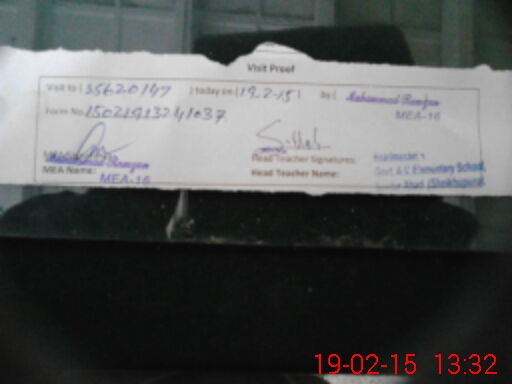 Visit Proof
Visit to ( 35620147 ) today on (19.2-15) by ( Muhammad Ramzan
MEA-16
Form No. 15021913241037
Muhammad Ramzan
MEA Name: MEA-16
Head Teacher Signatures: Headmaster
Head Teacher Name: Govt. A.V. Elementary School,
Abad (Sheikhupura)
19-02-15 13:32